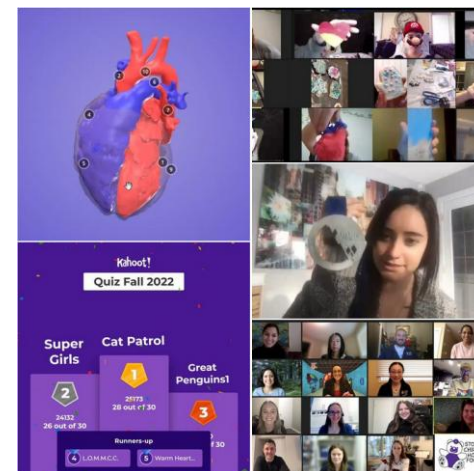 Kahoot!
Quiz Fall 2022
Super
Girls
Cat Patrol
Great
Penguins1
2
1
3
24132
26 out of 30
25173
28 out of 30
Runners-up
4 L.O.M.M.C.C.
5 Warm Heart...